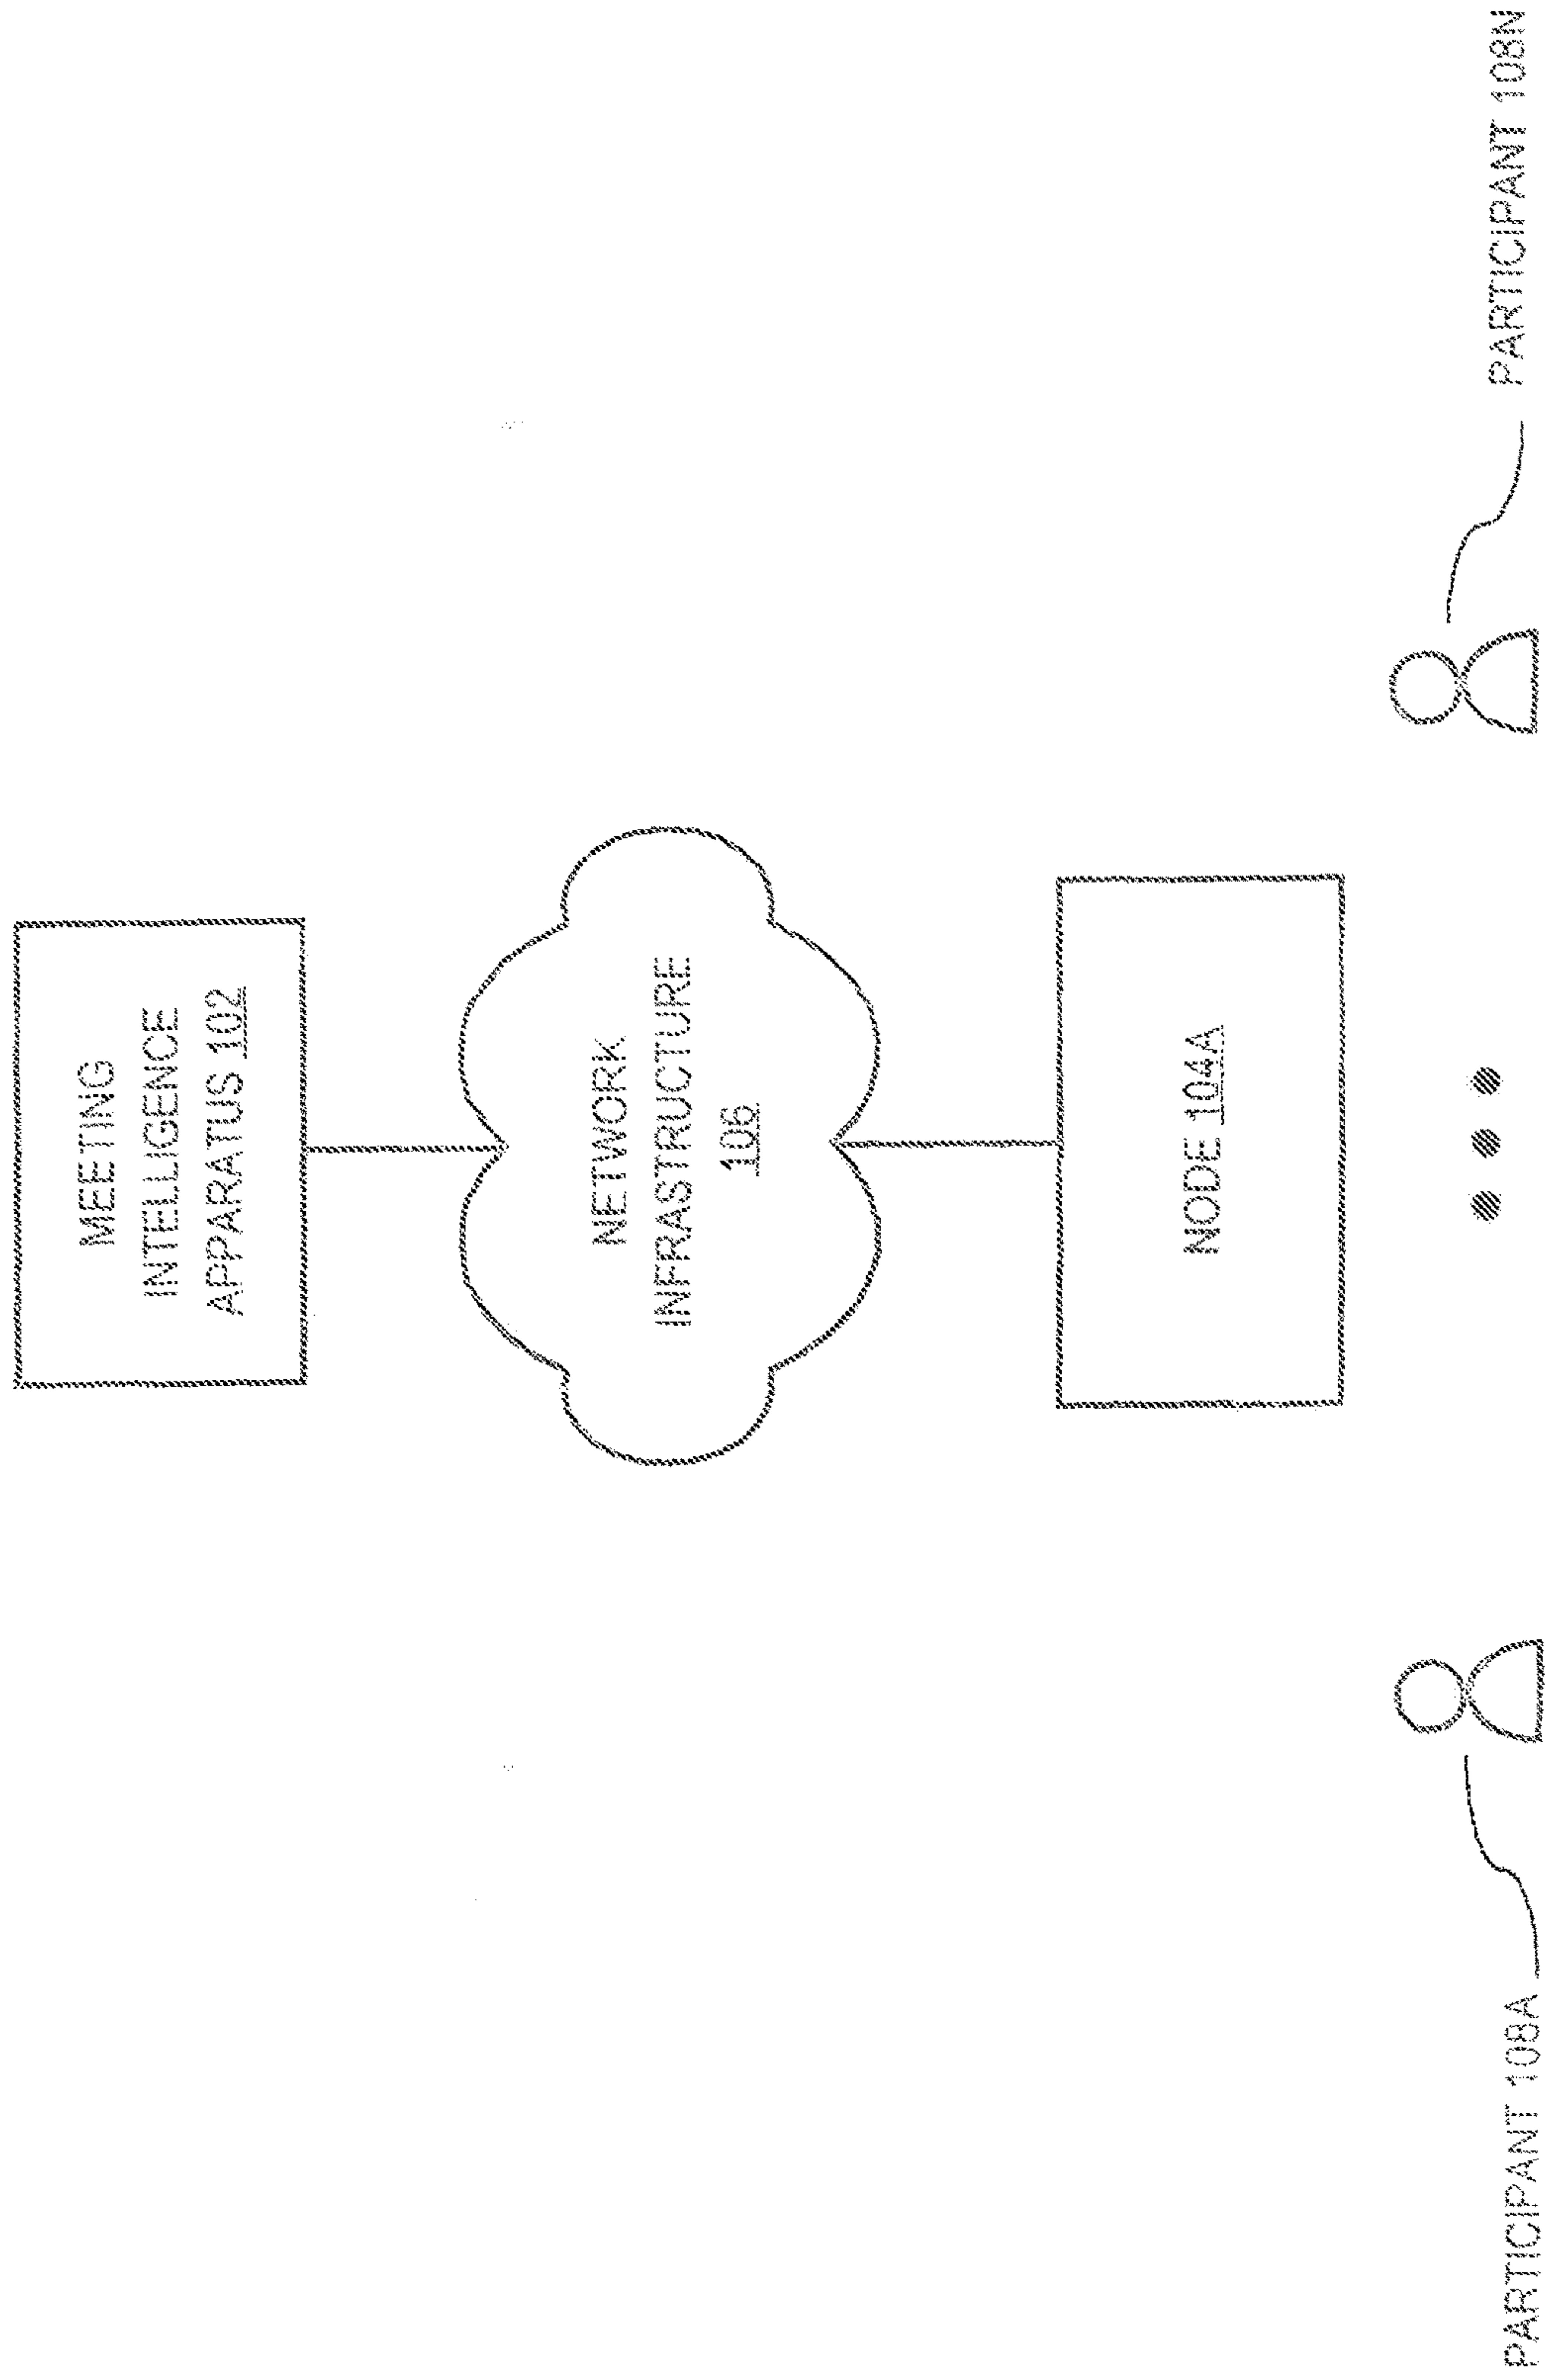 MEETING
INTELLIGENCE
APPARATUS 102
NETWORK
INFRASTRUCTURE
106
NODE 104A
PARTICIPANT 108A
PARTICIPANT 108N